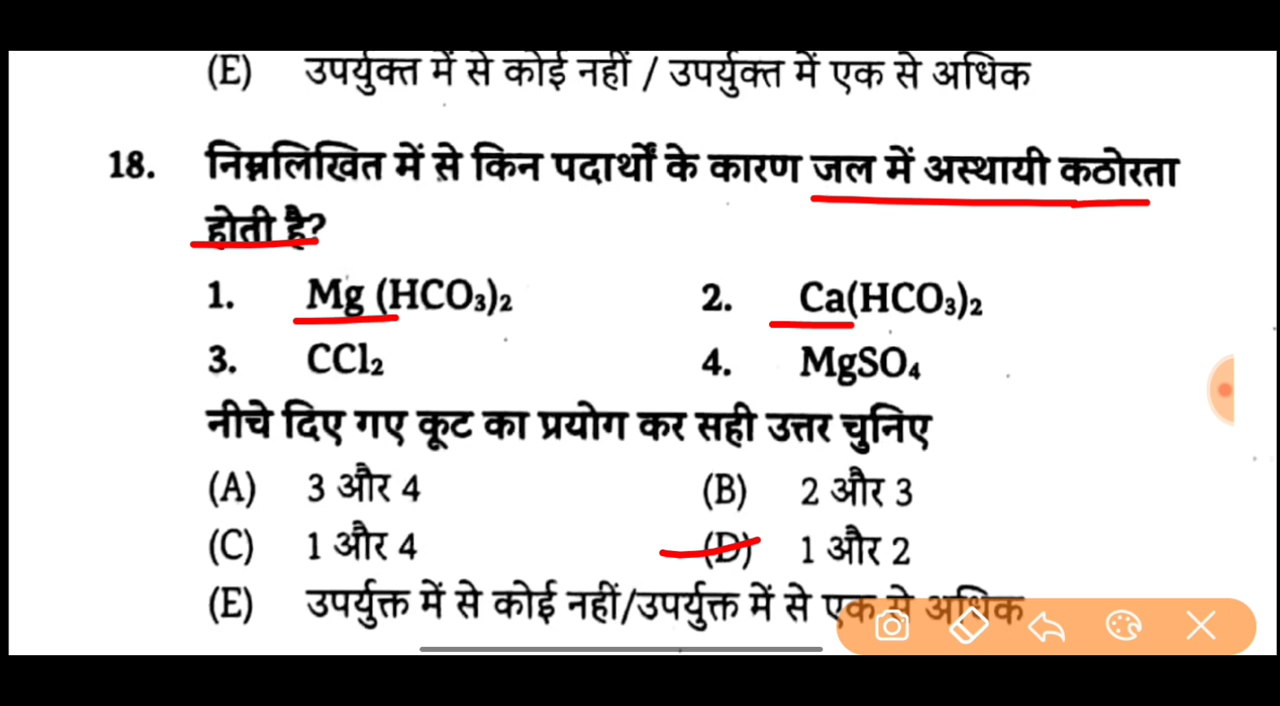 (E) उपर्युक्त में से कोई नहीं / उपर्युक्त में एक से अधिक
18. निम्नलिखित में से किन पदार्थों के कारण जल में अस्थायी कठोरता
होती है?
1. Mg (HCO₃)₂ 2. Ca(HCO₃)₂
3. CCl₂ 4. MgSO₄
नीचे दिए गए कूट का प्रयोग कर सही उत्तर चुनिए
(A) 3 और 4 (B) 2 और 3
(C) 1 और 4 (D) 1 और 2
(E) उपर्युक्त में से कोई नहीं/उपर्युक्त में से एक से अधिक